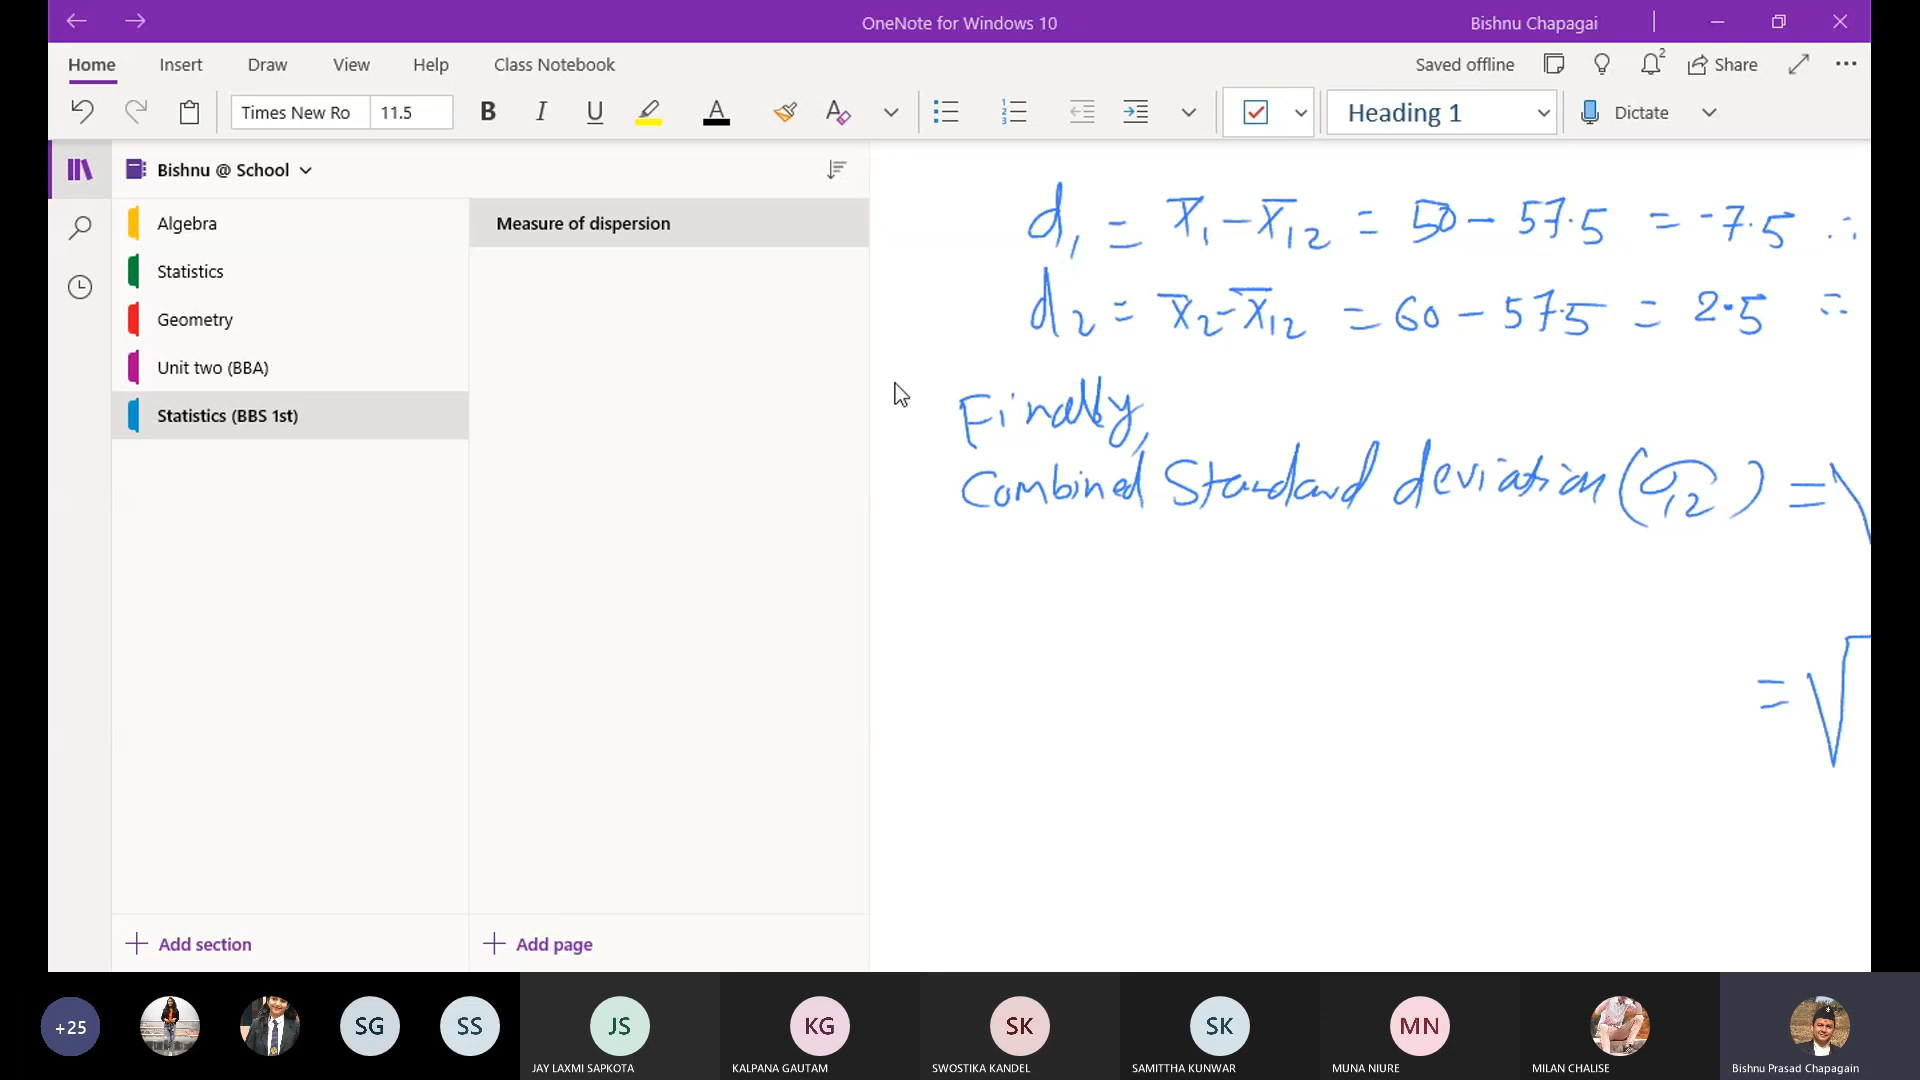 OneNote for Windows 10
Bishnu Chapagai
Home Insert Draw View Help Class Notebook
Saved offline
2
Share
Times New Ro 11.5 B I U A A
Heading 1
Dictate
Bishnu @ School
Algebra
Statistics
Geometry
Unit two (BBA)
Statistics (BBS 1st)
Measure of dispersion
d₁ = x̄₁ - x̄₁₂ = 50 - 57.5 = -7.5 ∴
d₂ = x̄₂ - x̄₁₂ = 60 - 57.5 = 2.5 ∴
Finally,
Combined Standard deviation (σ₁₂) = √
= √
Add section
Add page
+25
SG
SS
JS
KG
SK
SK
MN
JAY LAXMI SAPKOTA
KALPANA GAUTAM
SWOSTIKA KANDEL
SAMITTHA KUNWAR
MUNA NIURE
MILAN CHALISE
Bishnu Prasad Chapagain